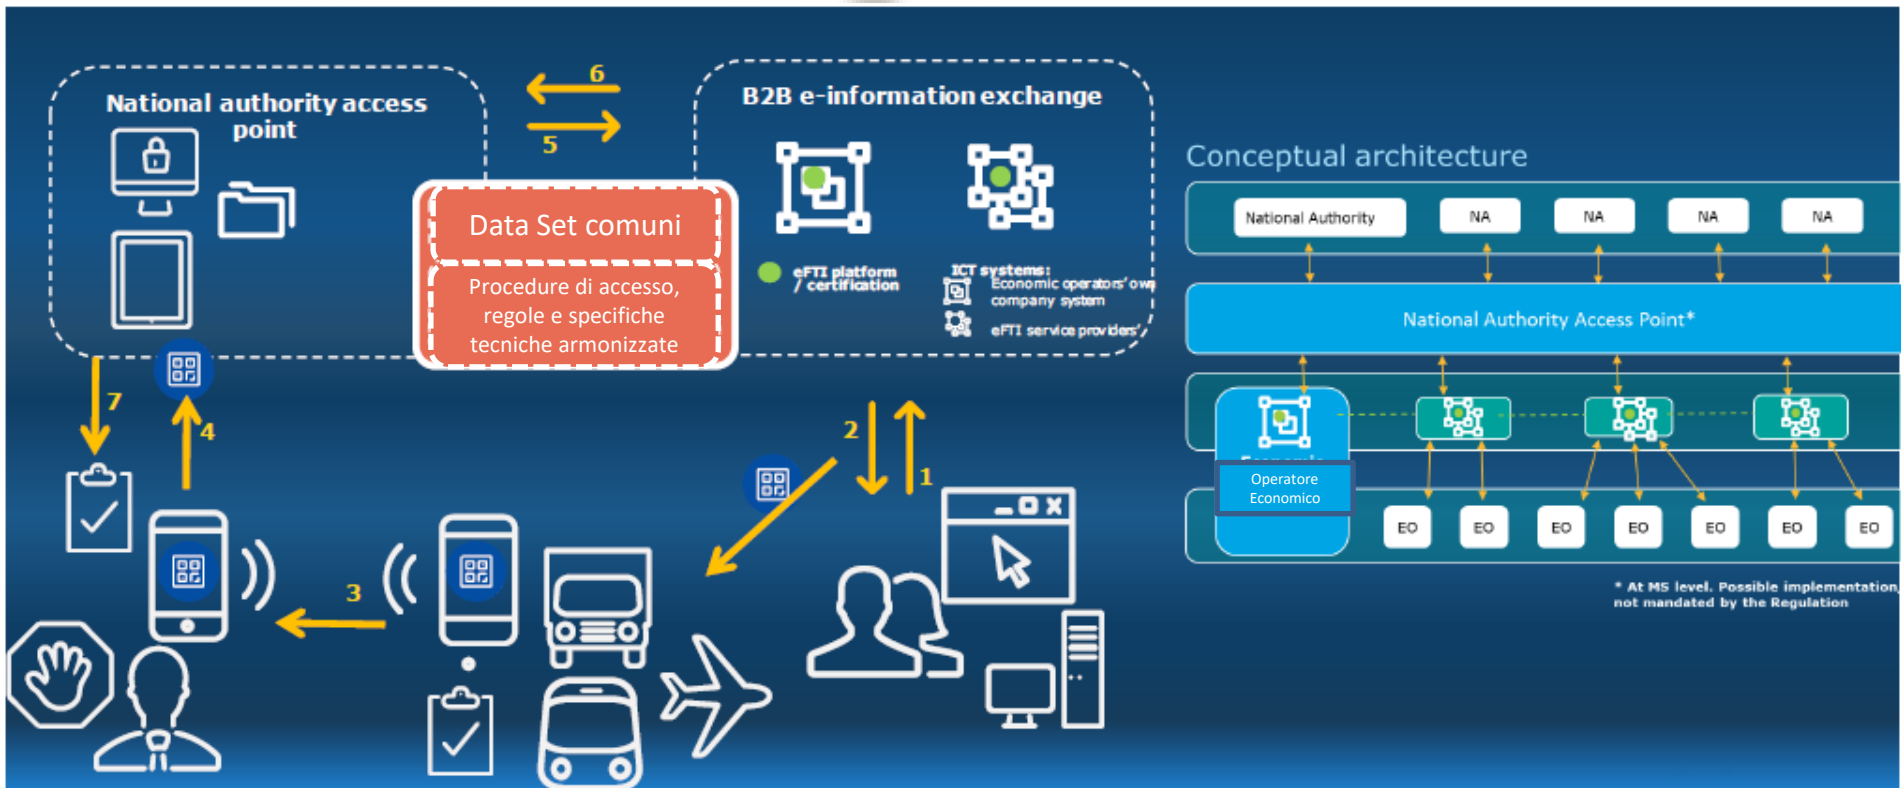 National authority access
point
6
5
B2B e-information exchange
Data Set comuni
Procedure di accesso,
regole e specifiche
tecniche armonizzate
eFTI platform
/ certification
ICT systems:
Economic operators' own
company system
eFTI service providers'
7
4
2
1
3
Conceptual architecture
National Authority
NA
NA
NA
NA
National Authority Access Point*
Operatore
Economico
EO
EO
EO
EO
EO
EO
EO
* At MS level. Possible implementation,
not mandated by the Regulation